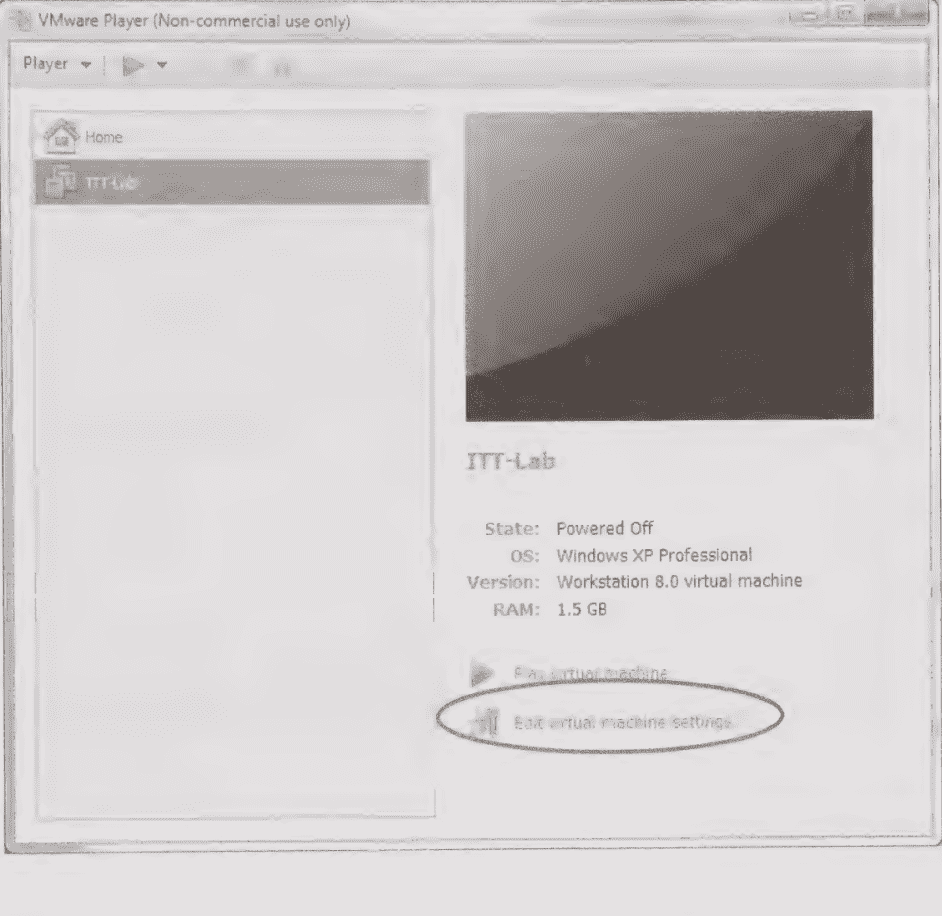 VMware Player (Non-commercial use only)
Player
Home
ITT-Lab
ITT-Lab
State: Powered Off
OS: Windows XP Professional
Version: Workstation 8.0 virtual machine
RAM: 1.5 GB
Play virtual machine
Edit virtual machine settings